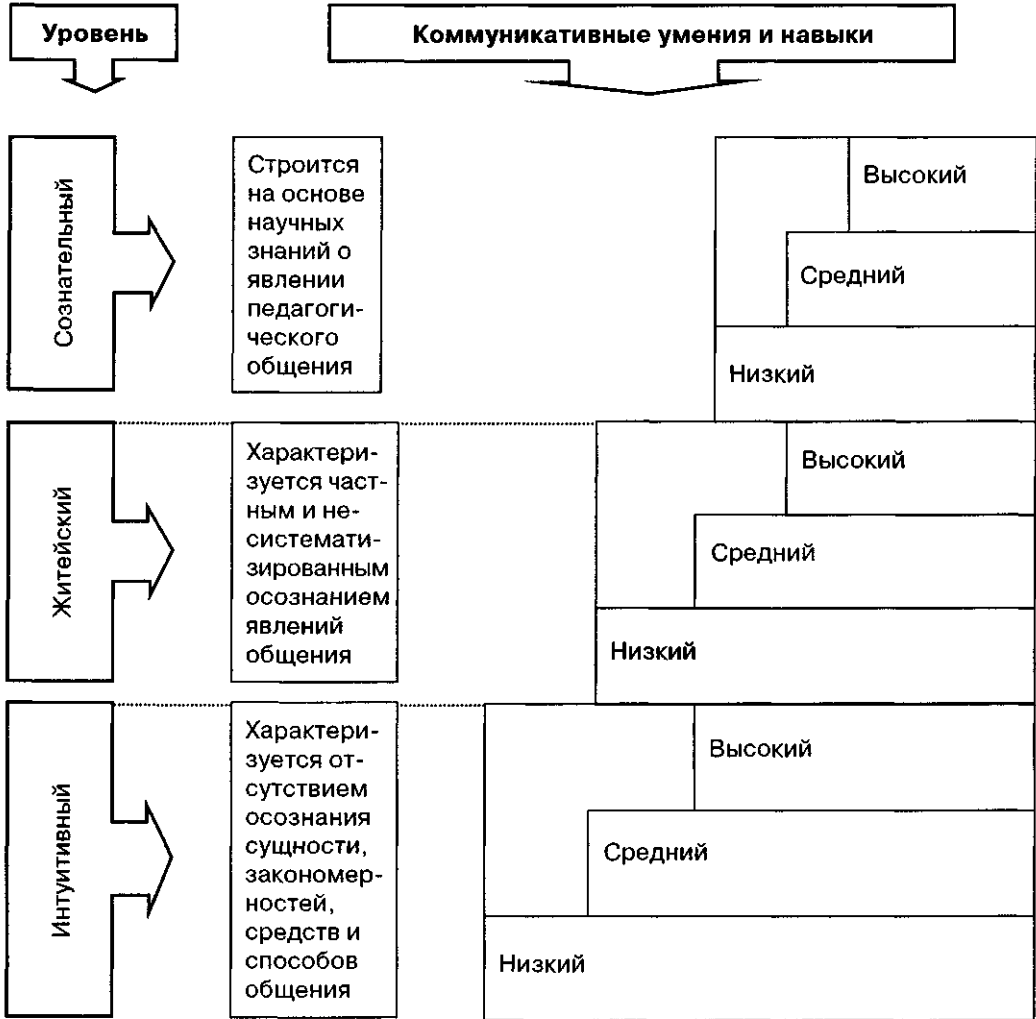 Уровень
Коммуникативные умения и навыки
Сознательный
Строится
на основе
научных
знаний о
явлении
педагоги-
ческого
общения
Высокий
Средний
Низкий
Житейский
Характери-
зуется част-
ным и не-
системати-
зированным
осознанием
явлений
общения
Высокий
Средний
Низкий
Интуитивный
Характери-
зуется от-
сутствием
осознания
сущности,
закономер-
ностей,
средств и
способов
общения
Высокий
Средний
Низкий